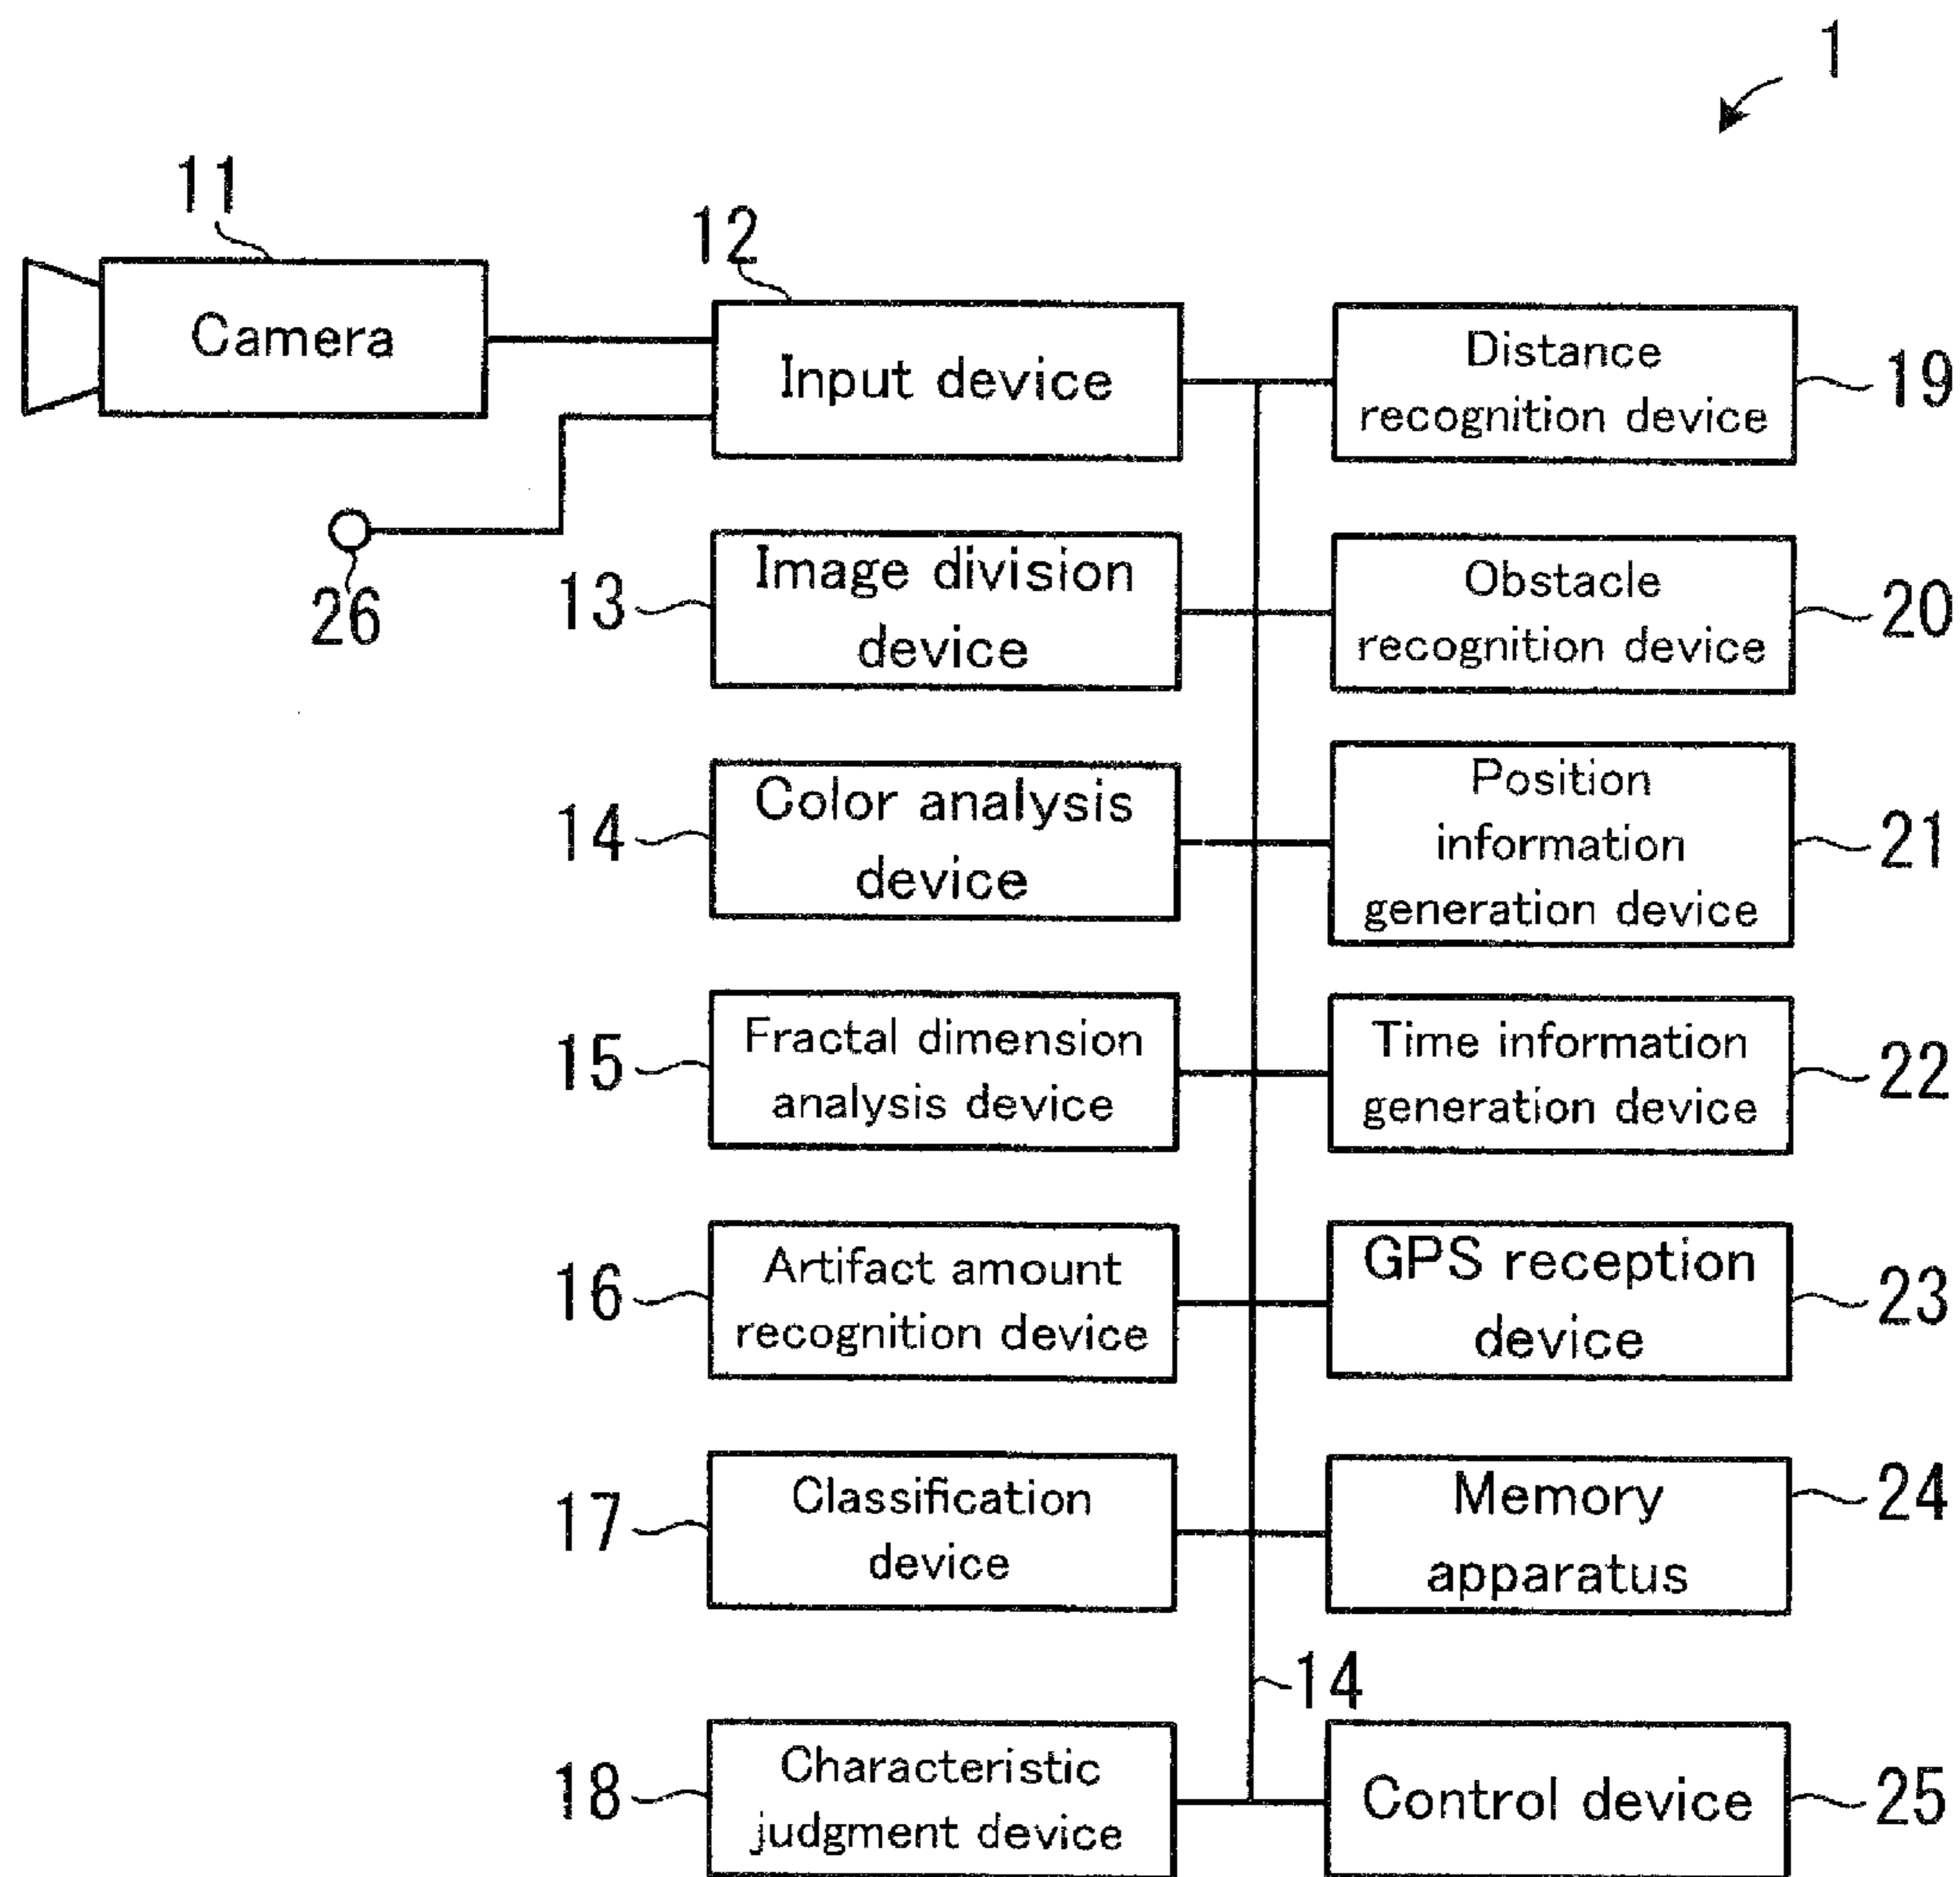 1
11
Camera
12
Input device
Distance
recognition device
19
26
13
Image division
device
Obstacle
recognition device
20
14
Color analysis
device
Position
information
generation device
21
15
Fractal dimension
analysis device
Time information
generation device
22
16
Artifact amount
recognition device
GPS reception
device
23
17
Classification
device
Memory
apparatus
24
14
18
Characteristic
judgment device
Control device
25